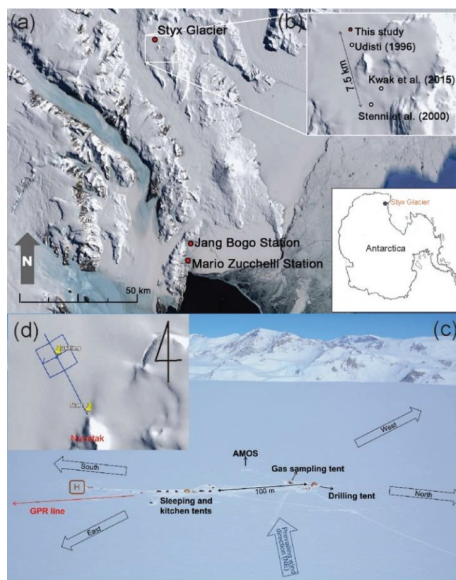 (a)
Styx Glacier
(b)
This study
Udisti (1996)
7.5 km
Kwak et al. (2015)
Stenni et al. (2000)
Styx Glacier
Antarctica
Jang Bogo Station
Mario Zucchelli Station
N
50 km
(d)
(c)
West
South
AMOS
Gas sampling tent
H
100 m
North
GPR line
Sleeping and
kitchen tents
Drilling tent
East
Prevailing wind
direction (NE)